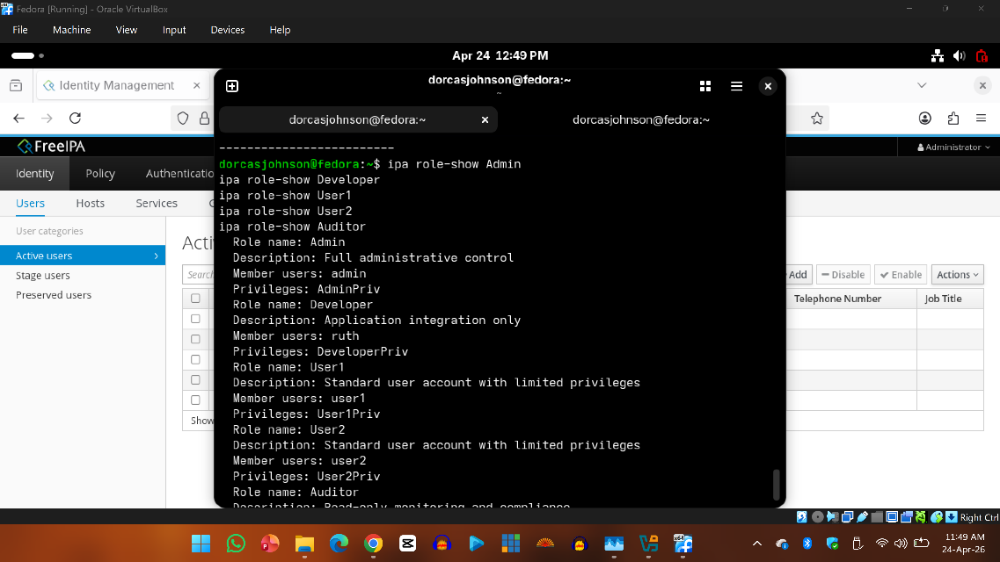 Fedora [Running] - Oracle VirtualBox
File Machine View Input Devices Help
Apr 24 12:49 PM
Identity Management
dorcasjohnson@fedora:~
~
dorcasjohnson@fedora:~
dorcasjohnson@fedora:~
FreeIPA
Administrator
Identity Policy
Users Hosts Services
User categories
Active users
Stage users
Preserved users
Search
Add Disable Enable Actions
Telephone Number Job Title
Show
-------------------------
dorcasjohnson@fedora:~$ ipa role-show Admin
ipa role-show Developer
ipa role-show User1
ipa role-show User2
ipa role-show Auditor
Role name: Admin
Description: Full administrative control
Member users: admin
Privileges: AdminPriv
Role name: Developer
Description: Application integration only
Member users: ruth
Privileges: DeveloperPriv
Role name: User1
Description: Standard user account with limited privileges
Member users: user1
Privileges: User1Priv
Role name: User2
Description: Standard user account with limited privileges
Member users: user2
Privileges: User2Priv
Role name: Auditor
Description: Read-only monitoring and compliance
Right Ctrl
11:49 AM
24-Apr-26